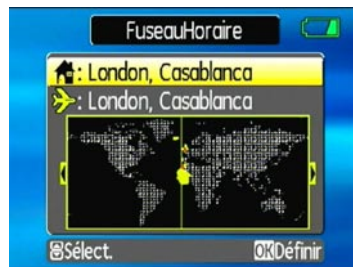 FuseauHoraire
: London, Casablanca
: London, Casablanca
Sélect.
OKDéfinir